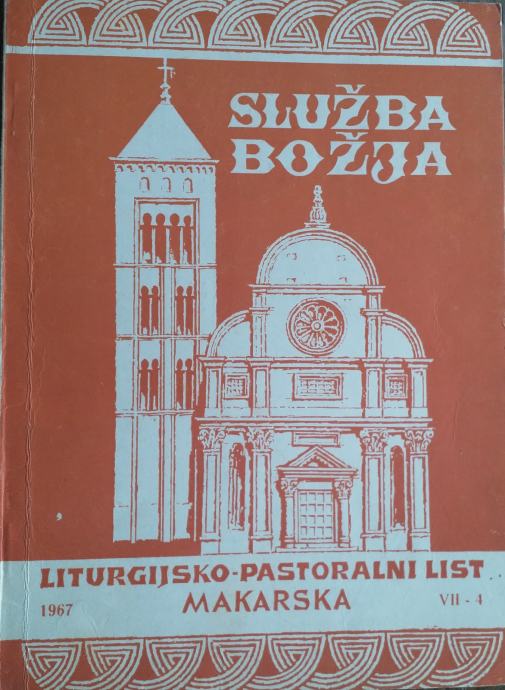 SLUŽBA
BOŽJA
LITURGIJSKO-PASTORALNI LIST
1967 MAKARSKA VII - 4